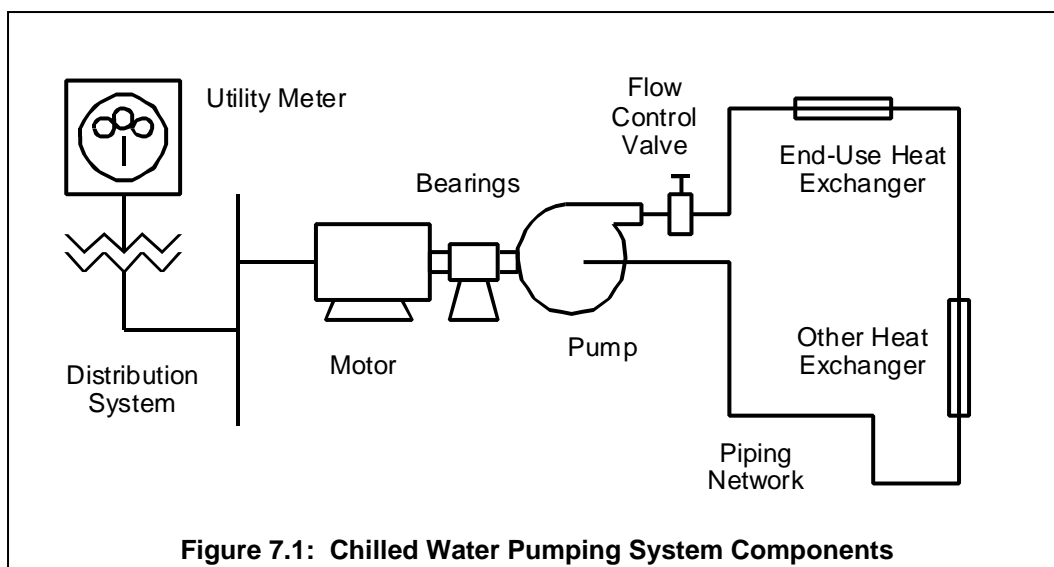 Utility Meter
Flow
Control
Valve
Bearings
End-Use Heat
Exchanger
Other Heat
Exchanger
Pump
Motor
Distribution
System
Piping
Network
Figure 7.1: Chilled Water Pumping System Components